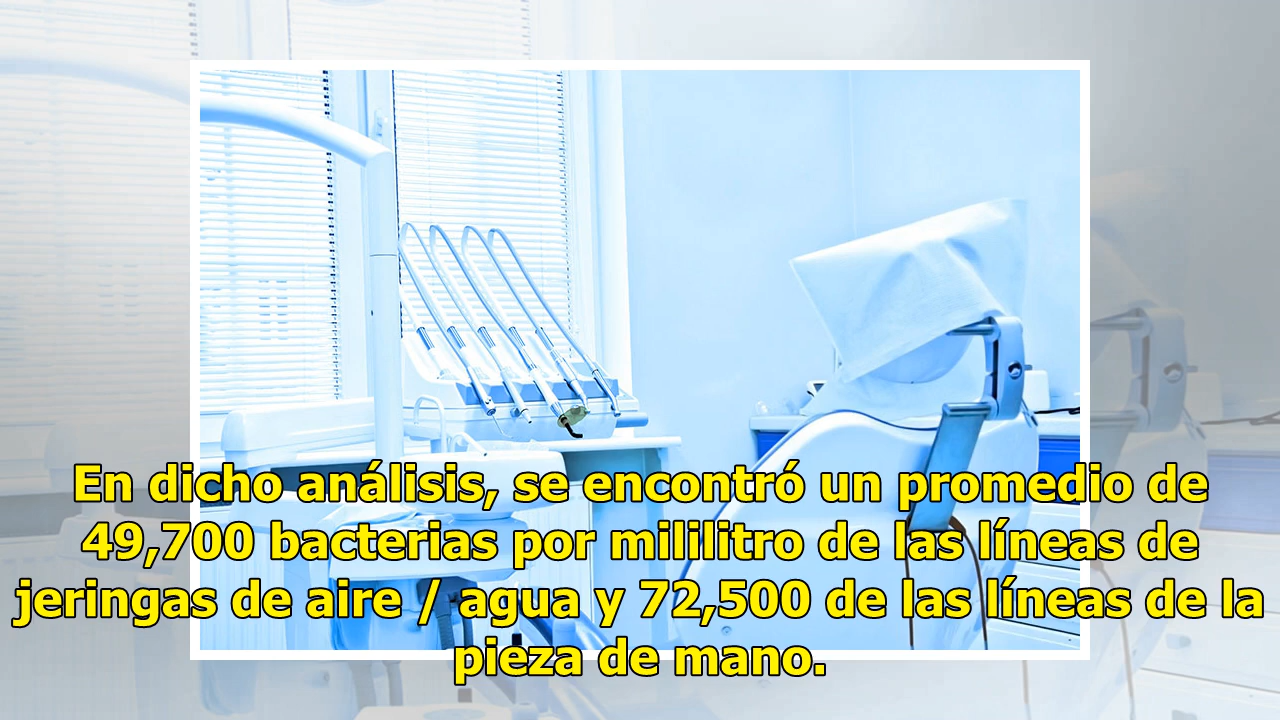 En dicho análisis, se encontró un promedio de
49,700 bacterias por mililitro de las líneas de
jeringas de aire / agua y 72,500 de las líneas de la
pieza de mano.